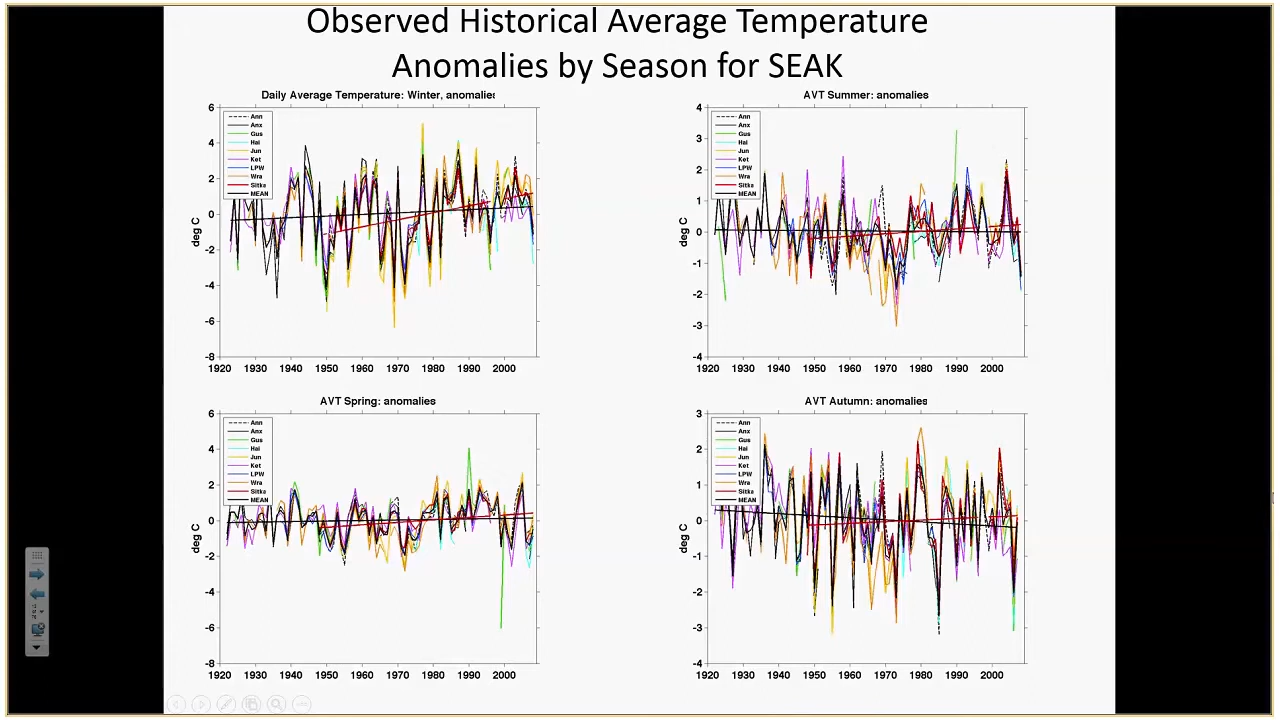 Observed Historical Average Temperature
Anomalies by Season for SEAK
Daily Average Temperature: Winter, anomalies
6
4
2
0
-2
-4
-6
-8
deg C
Ann
Anx
Gus
Hai
Jun
Ket
LPW
Wra
Sitka
MEAN
1920 1930 1940 1950 1960 1970 1980 1990 2000
AVT Summer: anomalies
4
3
2
1
0
-1
-2
-3
-4
deg C
Ann
Anx
Gus
Hai
Jun
Ket
LPW
Wra
Sitka
MEAN
1920 1930 1940 1950 1960 1970 1980 1990 2000
AVT Spring: anomalies
6
4
2
0
-2
-4
-6
-8
deg C
Ann
Anx
Gus
Hai
Jun
Ket
LPW
Wra
Sitka
MEAN
1920 1930 1940 1950 1960 1970 1980 1990 2000
AVT Autumn: anomalies
3
2
1
0
-1
-2
-3
-4
deg C
Ann
Anx
Gus
Hai
Jun
Ket
LPW
Wra
Sitka
MEAN
1920 1930 1940 1950 1960 1970 1980 1990 2000